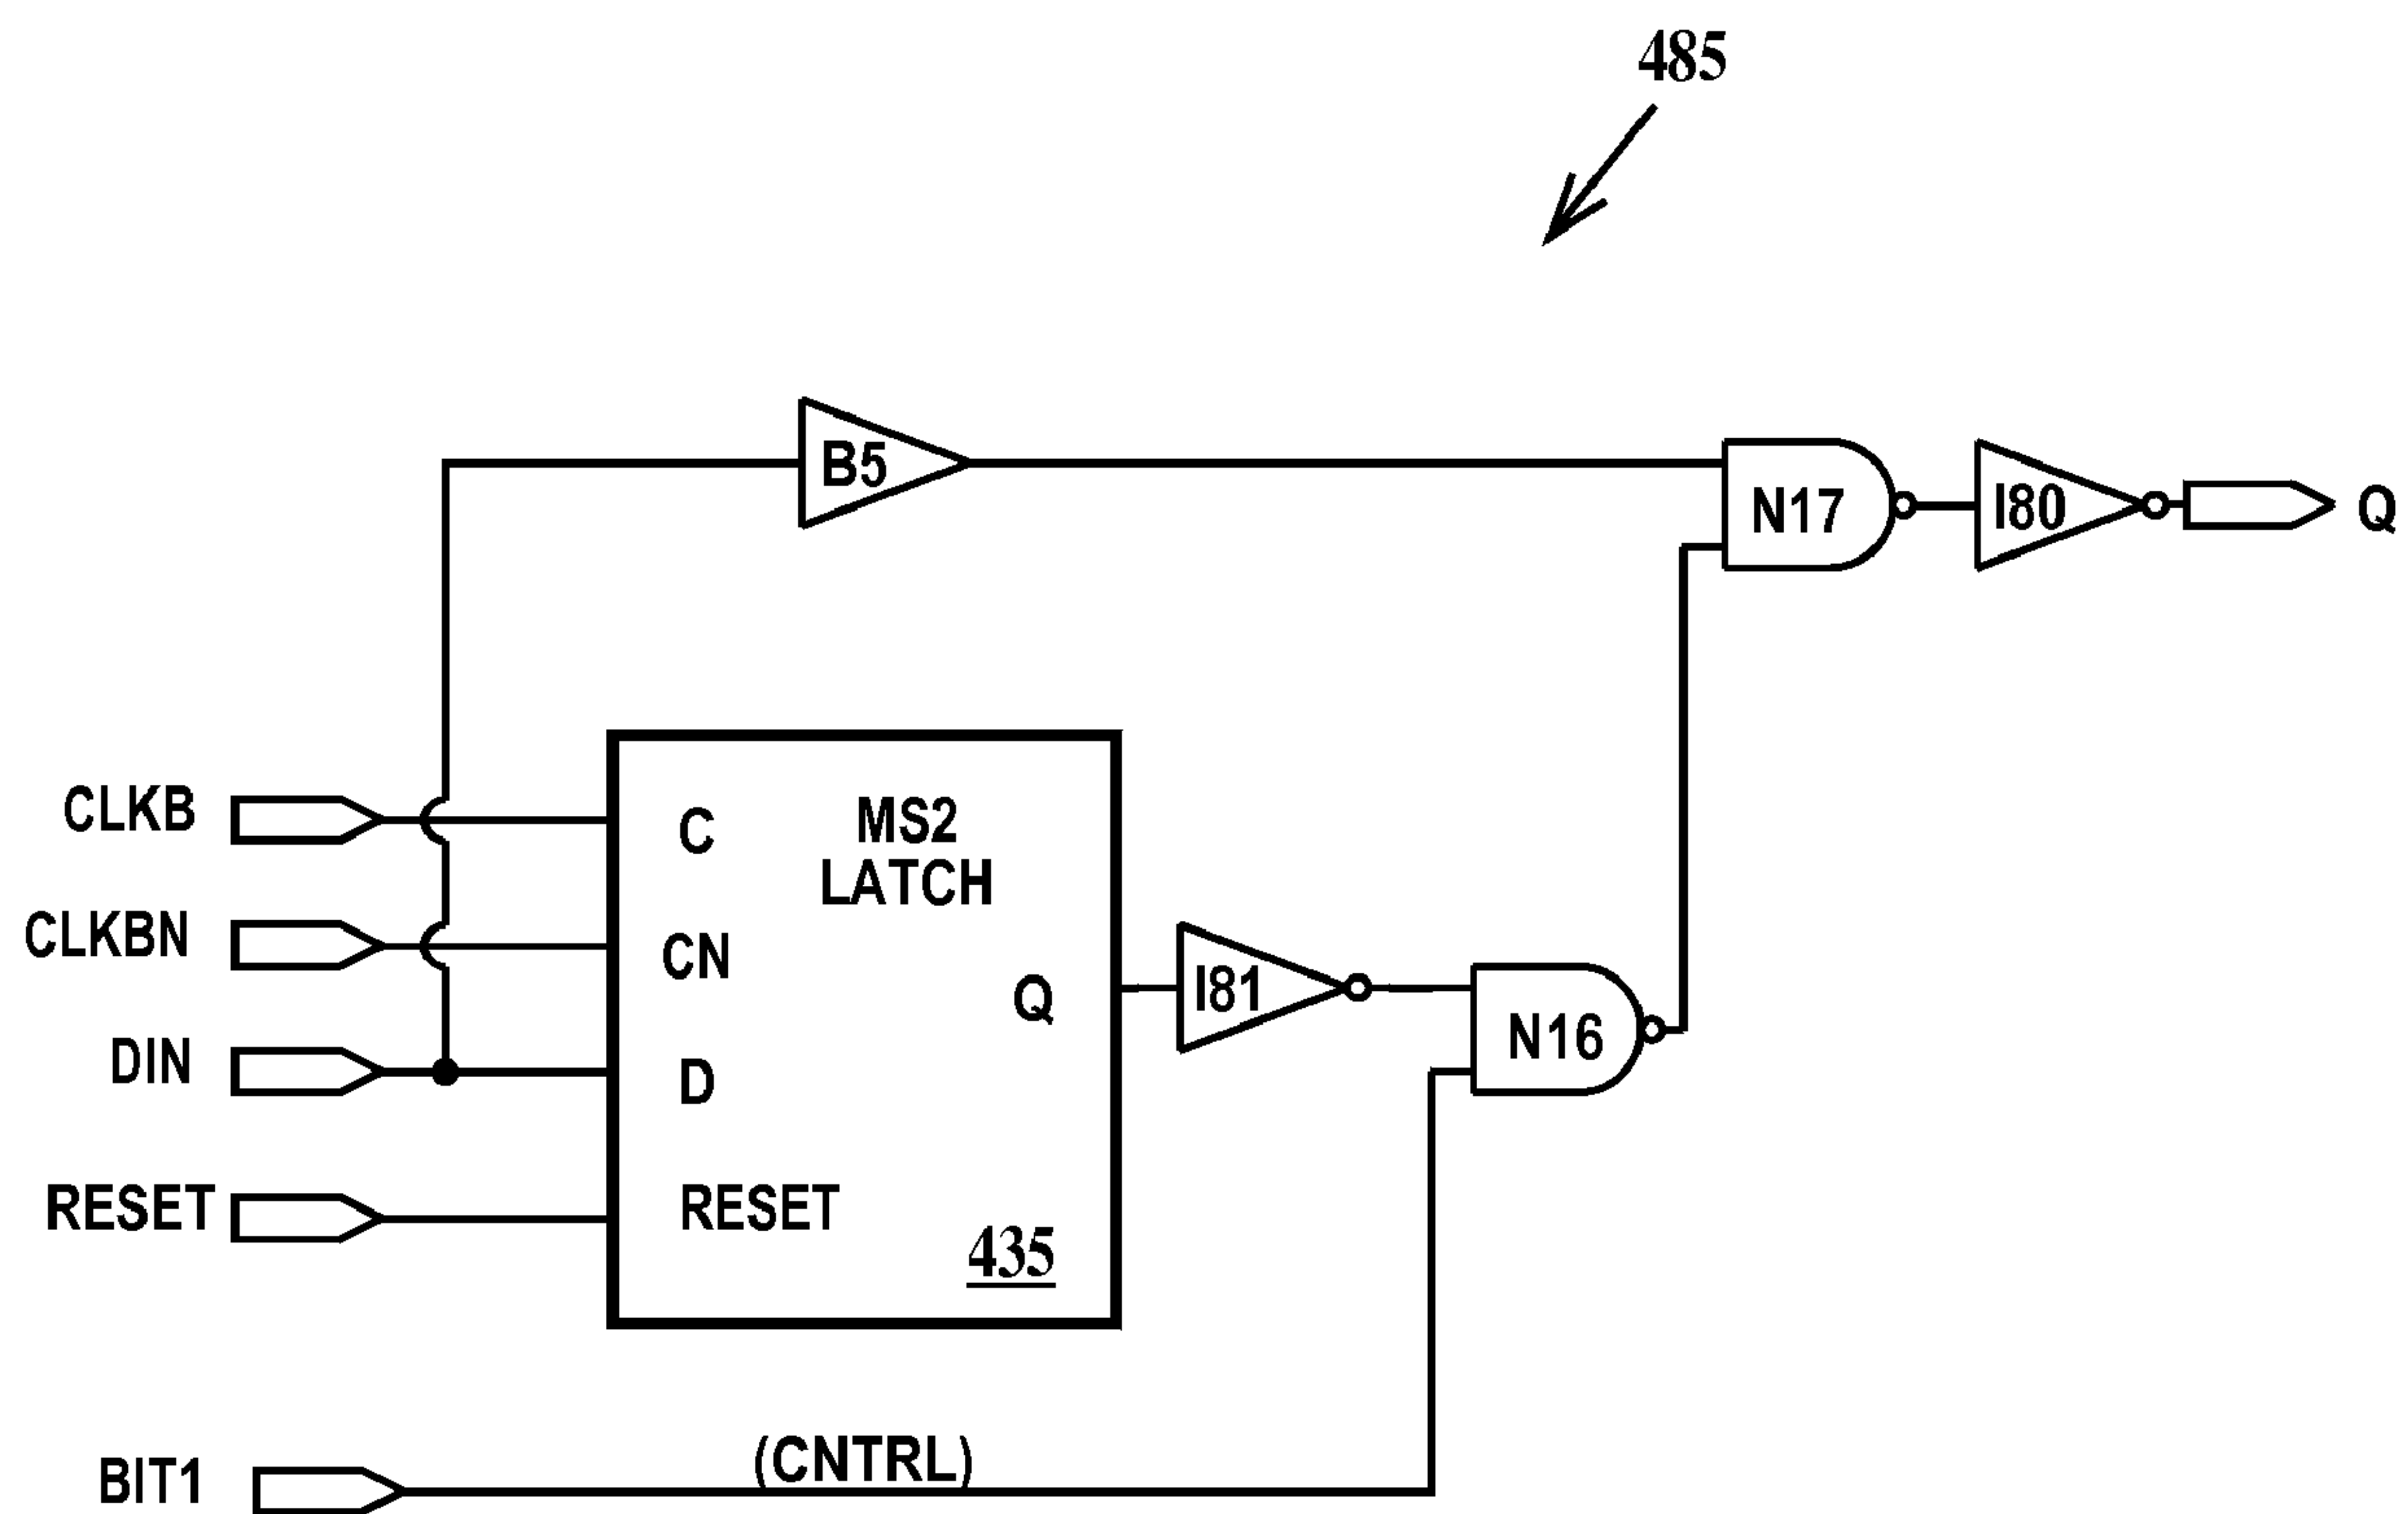 485
B5
N17
I80
Q
CLKB
C
MS2
LATCH
CLKBN
CN
Q
I81
N16
DIN
D
RESET
RESET
435
BIT1
(CNTRL)